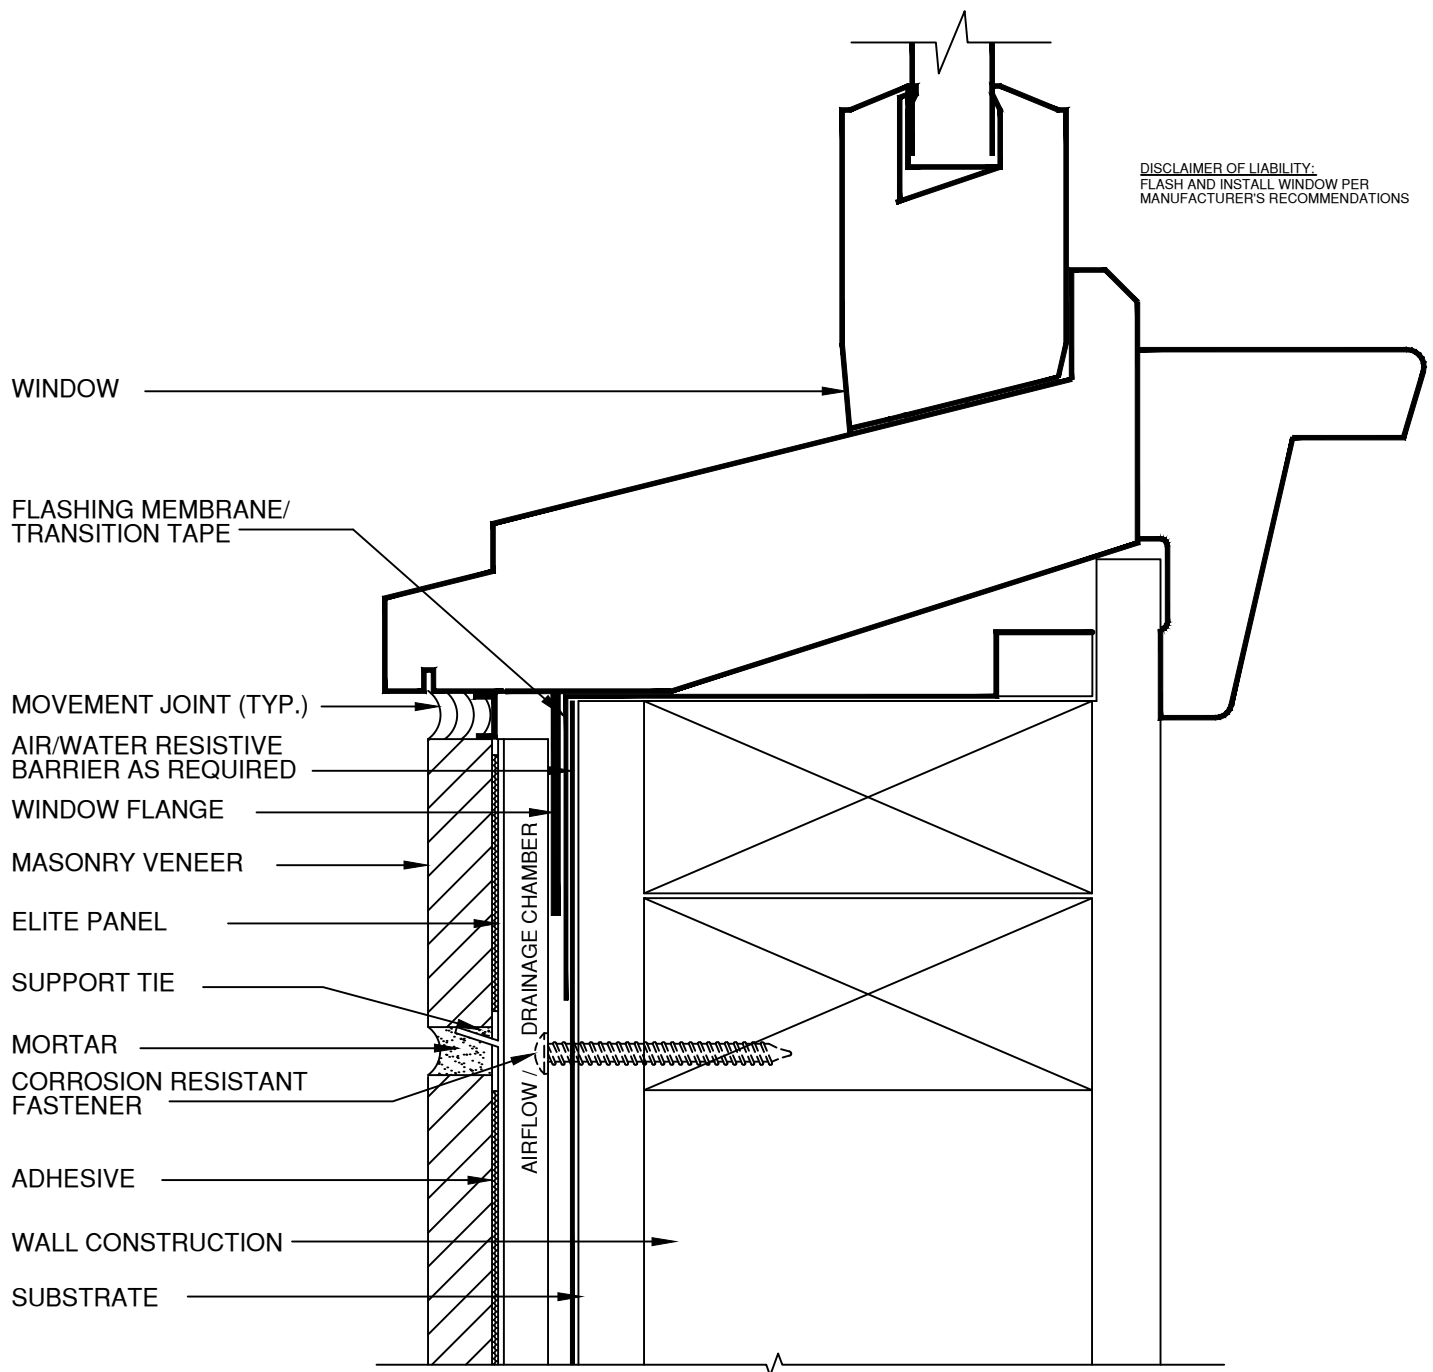 DISCLAIMER OF LIABILITY:
FLASH AND INSTALL WINDOW PER
MANUFACTURER'S RECOMMENDATIONS
WINDOW
FLASHING MEMBRANE/
TRANSITION TAPE
MOVEMENT JOINT (TYP.)
AIR/WATER RESISTIVE
BARRIER AS REQUIRED
WINDOW FLANGE
MASONRY VENEER
ELITE PANEL
SUPPORT TIE
MORTAR
CORROSION RESISTANT
FASTENER
ADHESIVE
WALL CONSTRUCTION
SUBSTRATE
AIRFLOW / DRAINAGE CHAMBER